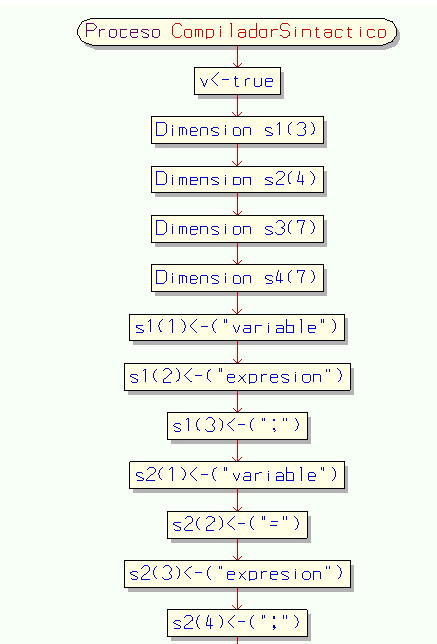 Proceso CompiladorSintactico
v<-true
Dimension s1(3)
Dimension s2(4)
Dimension s3(7)
Dimension s4(7)
s1(1)<-("variable")
s1(2)<-("expresion")
s1(3)<-(";")
s2(1)<-("variable")
s2(2)<-("=")
s2(3)<-("expresion")
s2(4)<-(";")